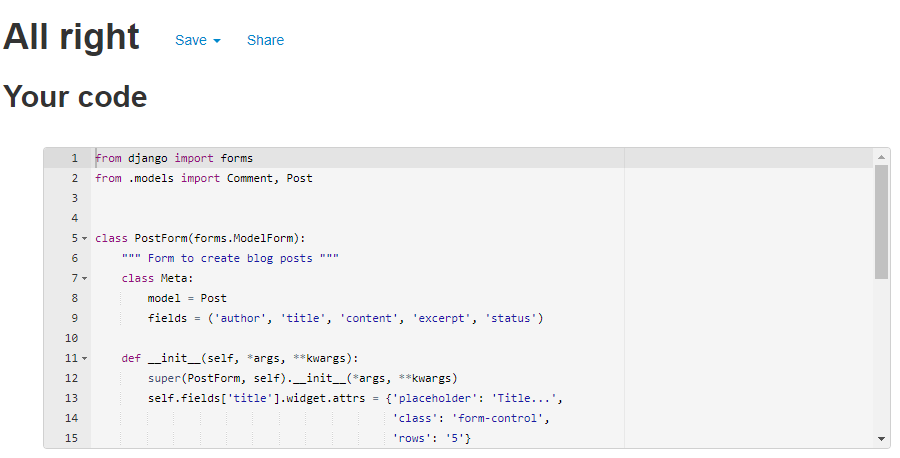 All right
Save
Share
Your code
1 from django import forms
2 from .models import Comment, Post
3
4
5 class PostForm(forms.ModelForm):
6     """ Form to create blog posts """
7     class Meta:
8         model = Post
9         fields = ('author', 'title', 'content', 'excerpt', 'status')
10
11     def __init__(self, *args, **kwargs):
12         super(PostForm, self).__init__(*args, **kwargs)
13         self.fields['title'].widget.attrs = {'placeholder': 'Title...',
14                                              'class': 'form-control',
15                                              'rows': '5'}